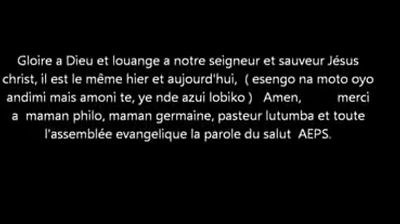 Gloire a Dieu et louange a notre seigneur et sauveur Jésus
christ, il est le même hier et aujourd'hui, ( esengo na moto oyo
andimi mais amoni te, ye nde azui lobiko ) Amen, merci
a maman philo, maman germaine, pasteur lutumba et toute
l'assemblée evangelique la parole du salut AEPS.